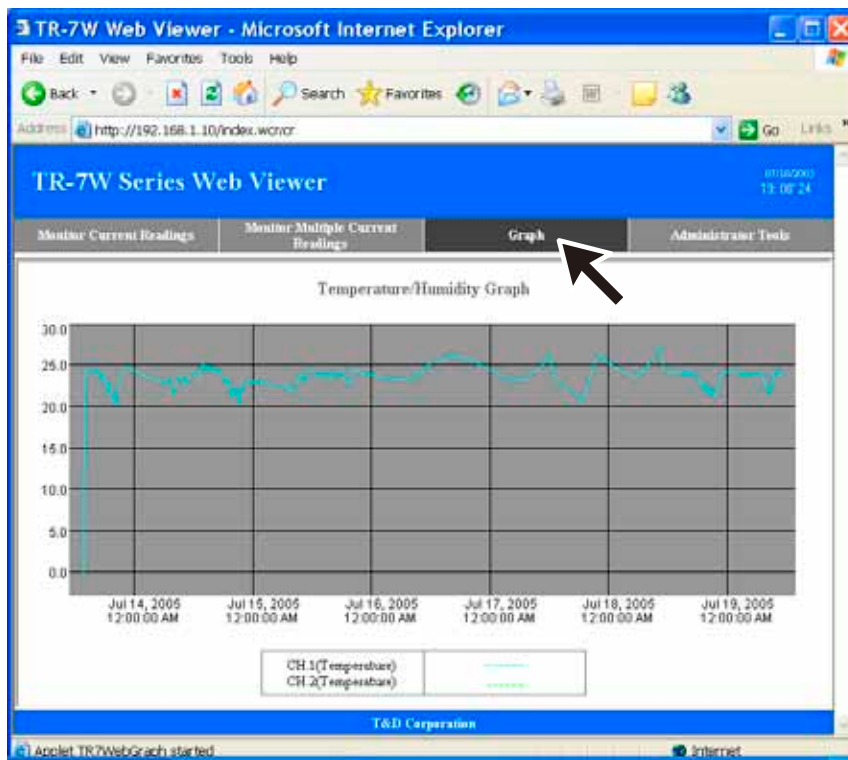 TR-7W Web Viewer - Microsoft Internet Explorer
File Edit View Favorites Tools Help
Back Search Favorites
Address http://192.168.1.10/index.wcr/cr Go Links
TR-7W Series Web Viewer
19: 06' 24
Monitor Current Readings
Monitor Multiple Current
Readings
Graph
Administrator Tools
Temperature/Humidity Graph
30.0
25.0
20.0
15.0
10.0
5.0
0.0
Jul 14, 2005 Jul 15, 2005 Jul 16, 2005 Jul 17, 2005 Jul 18, 2005 Jul 19, 2005
12:00:00 AM 12:00:00 AM 12:00:00 AM 12:00:00 AM 12:00:00 AM 12:00:00 AM
CH.1(Temperature)
CH.2(Temperature)
T&D Corporation
Applet TR7WebGraph started Internet